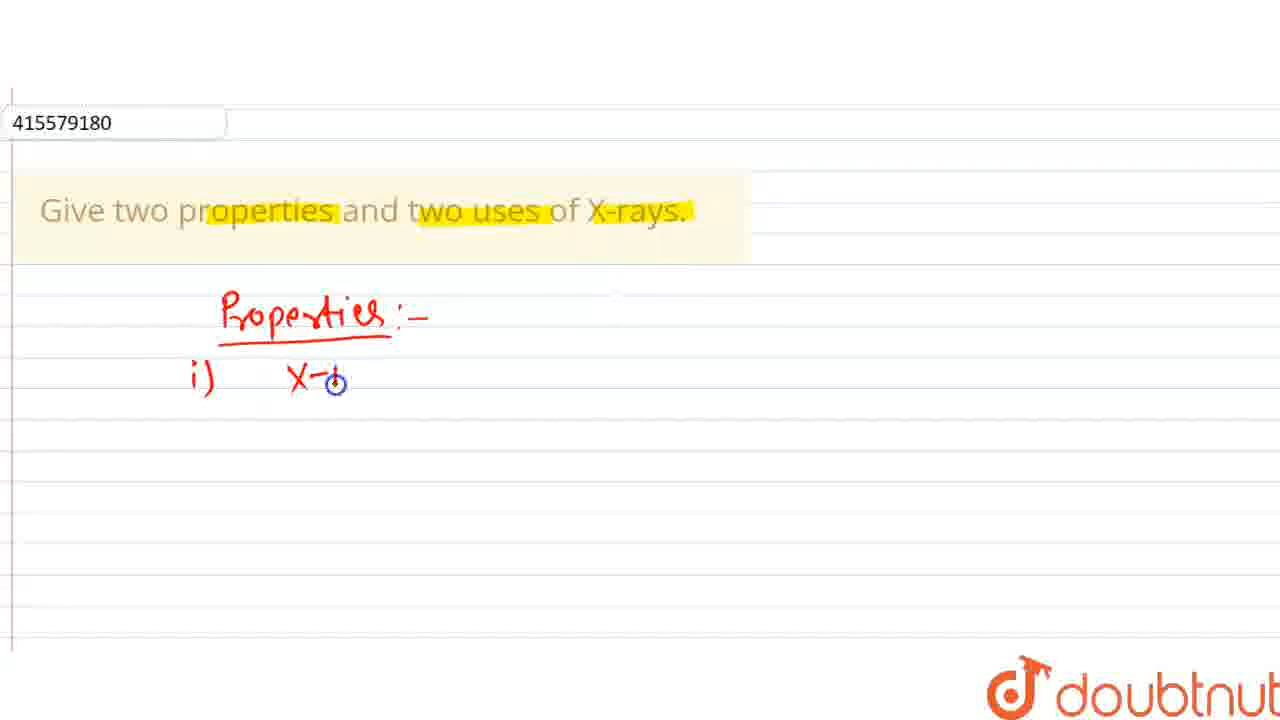 415579180
Give two properties and two uses of X-rays.
Properties :-
i) X-
doubtnut